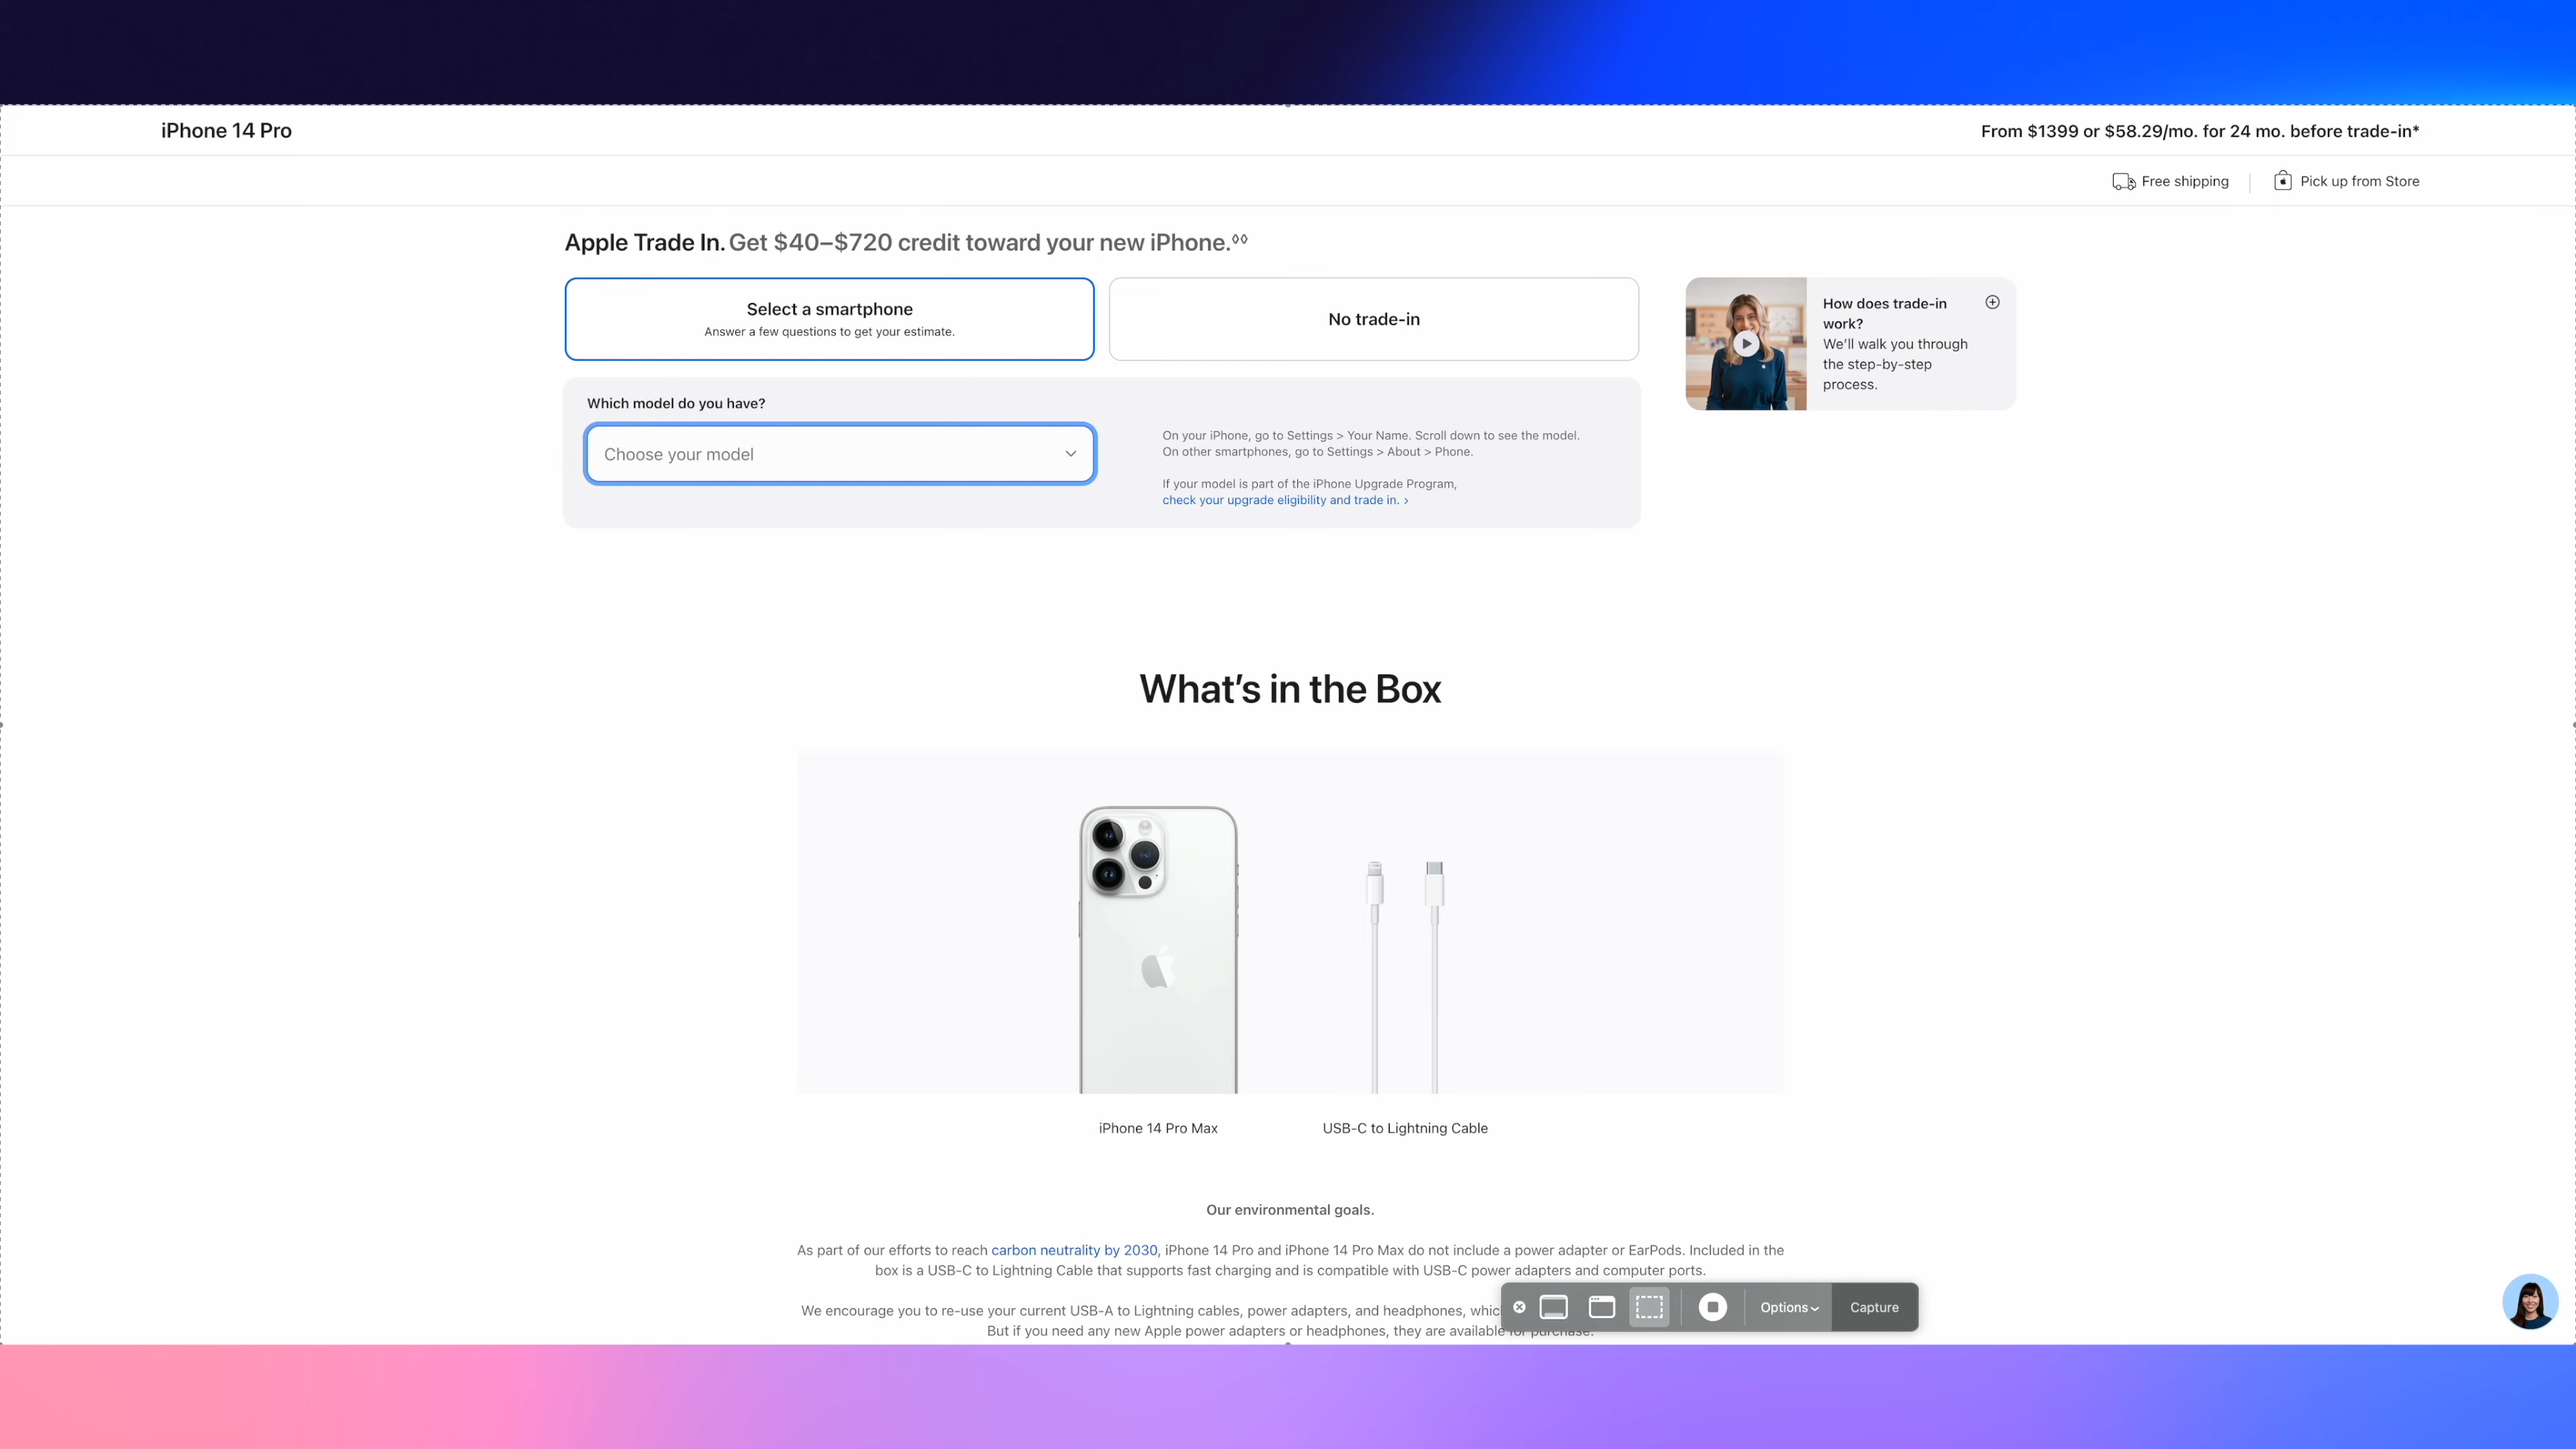 iPhone 14 Pro
From $1399 or $58.29/mo. for 24 mo. before trade-in*
Free shipping
Pick up from Store
Apple Trade In. Get $40–$720 credit toward your new iPhone.◊◊
Select a smartphone
Answer a few questions to get your estimate.
No trade-in
How does trade-in
work?
We'll walk you through
the step-by-step
process.
Which model do you have?
Choose your model
On your iPhone, go to Settings > Your Name. Scroll down to see the model.
On other smartphones, go to Settings > About > Phone.
If your model is part of the iPhone Upgrade Program,
check your upgrade eligibility and trade in. >
What's in the Box
iPhone 14 Pro Max
USB-C to Lightning Cable
Our environmental goals.
As part of our efforts to reach carbon neutrality by 2030, iPhone 14 Pro and iPhone 14 Pro Max do not include a power adapter or EarPods. Included in the
box is a USB-C to Lightning Cable that supports fast charging and is compatible with USB-C power adapters and computer ports.
We encourage you to re-use your current USB-A to Lightning cables, power adapters, and headphones,
But if you need any new Apple power adapters or headphones, they are available for purchase.
Options
Capture